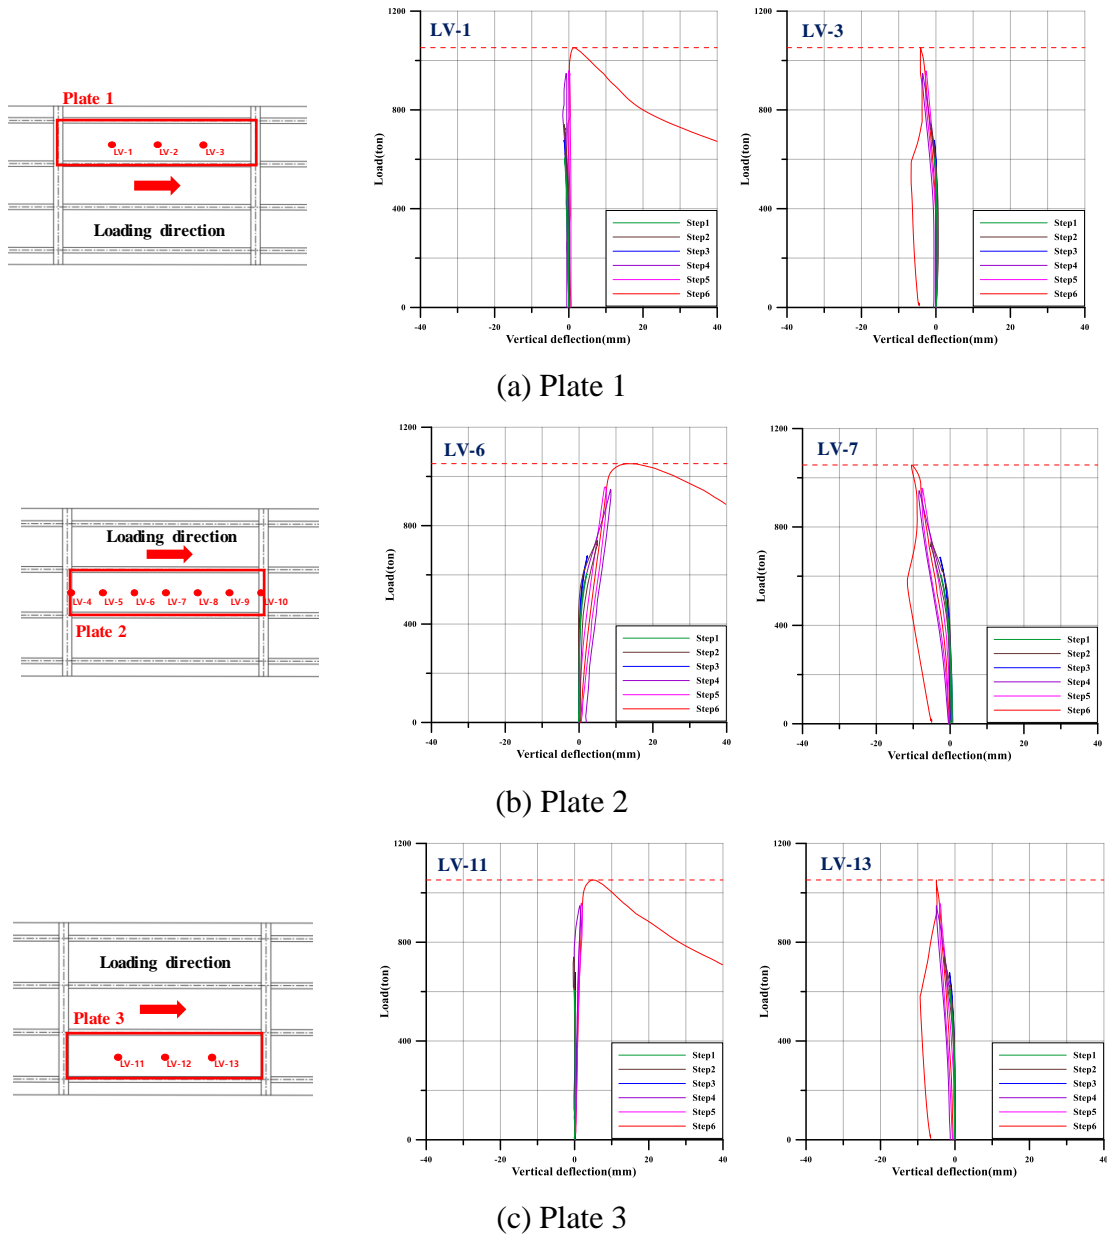 Plate 1
LV-1
LV-2
LV-3
Loading direction
LV-1
1200
800
400
0
Load(ton)
-40
-20
0
20
40
Vertical deflection(mm)
Step1
Step2
Step3
Step4
Step5
Step6
LV-3
1200
800
400
0
Load(ton)
-40
-20
0
20
40
Vertical deflection(mm)
Step1
Step2
Step3
Step4
Step5
Step6
(a) Plate 1
Loading direction
LV-4
LV-5
LV-6
LV-7
LV-8
LV-9
LV-10
Plate 2
LV-6
1200
800
400
0
Load(ton)
-40
-20
0
20
40
Vertical deflection(mm)
Step1
Step2
Step3
Step4
Step5
Step6
LV-7
1200
800
400
0
Load(ton)
-40
-20
0
20
40
Vertical deflection(mm)
Step1
Step2
Step3
Step4
Step5
Step6
(b) Plate 2
Loading direction
Plate 3
LV-11
LV-12
LV-13
LV-11
1200
800
400
0
Load(ton)
-40
-20
0
20
40
Vertical deflection(mm)
Step1
Step2
Step3
Step4
Step5
Step6
LV-13
1200
800
400
0
Load(ton)
-40
-20
0
20
40
Vertical deflection(mm)
Step1
Step2
Step3
Step4
Step5
Step6
(c) Plate 3